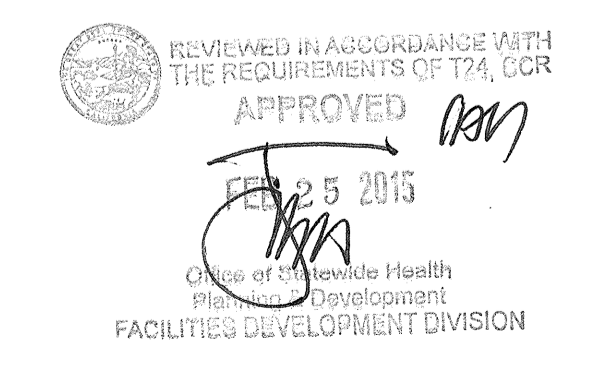 REVIEWED IN ACCORDANCE WITH
THE REQUIREMENTS OF T24, CCR
APPROVED
FEB 25 2015
Office of Statewide Health
Planning & Development
FACILITIES DEVELOPMENT DIVISION